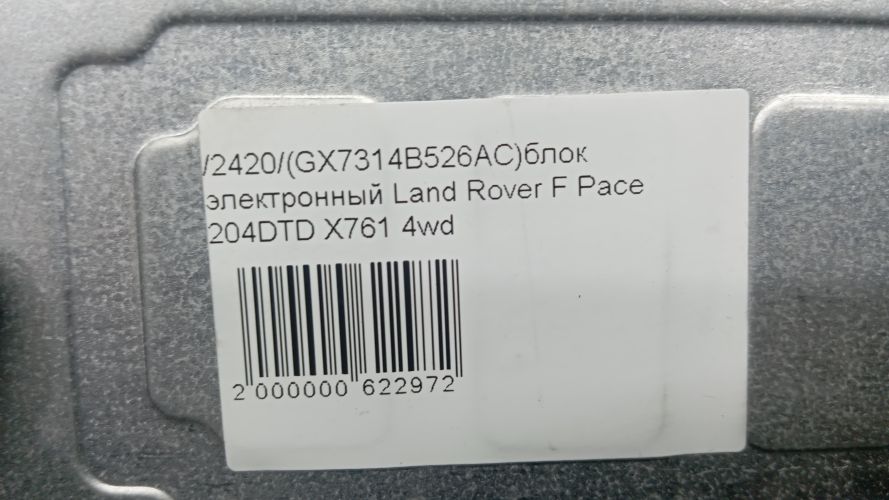 /2420/(GX7314B526AC)блок
электронный Land Rover F Pace
204DTD X761 4wd
2 000000 622972